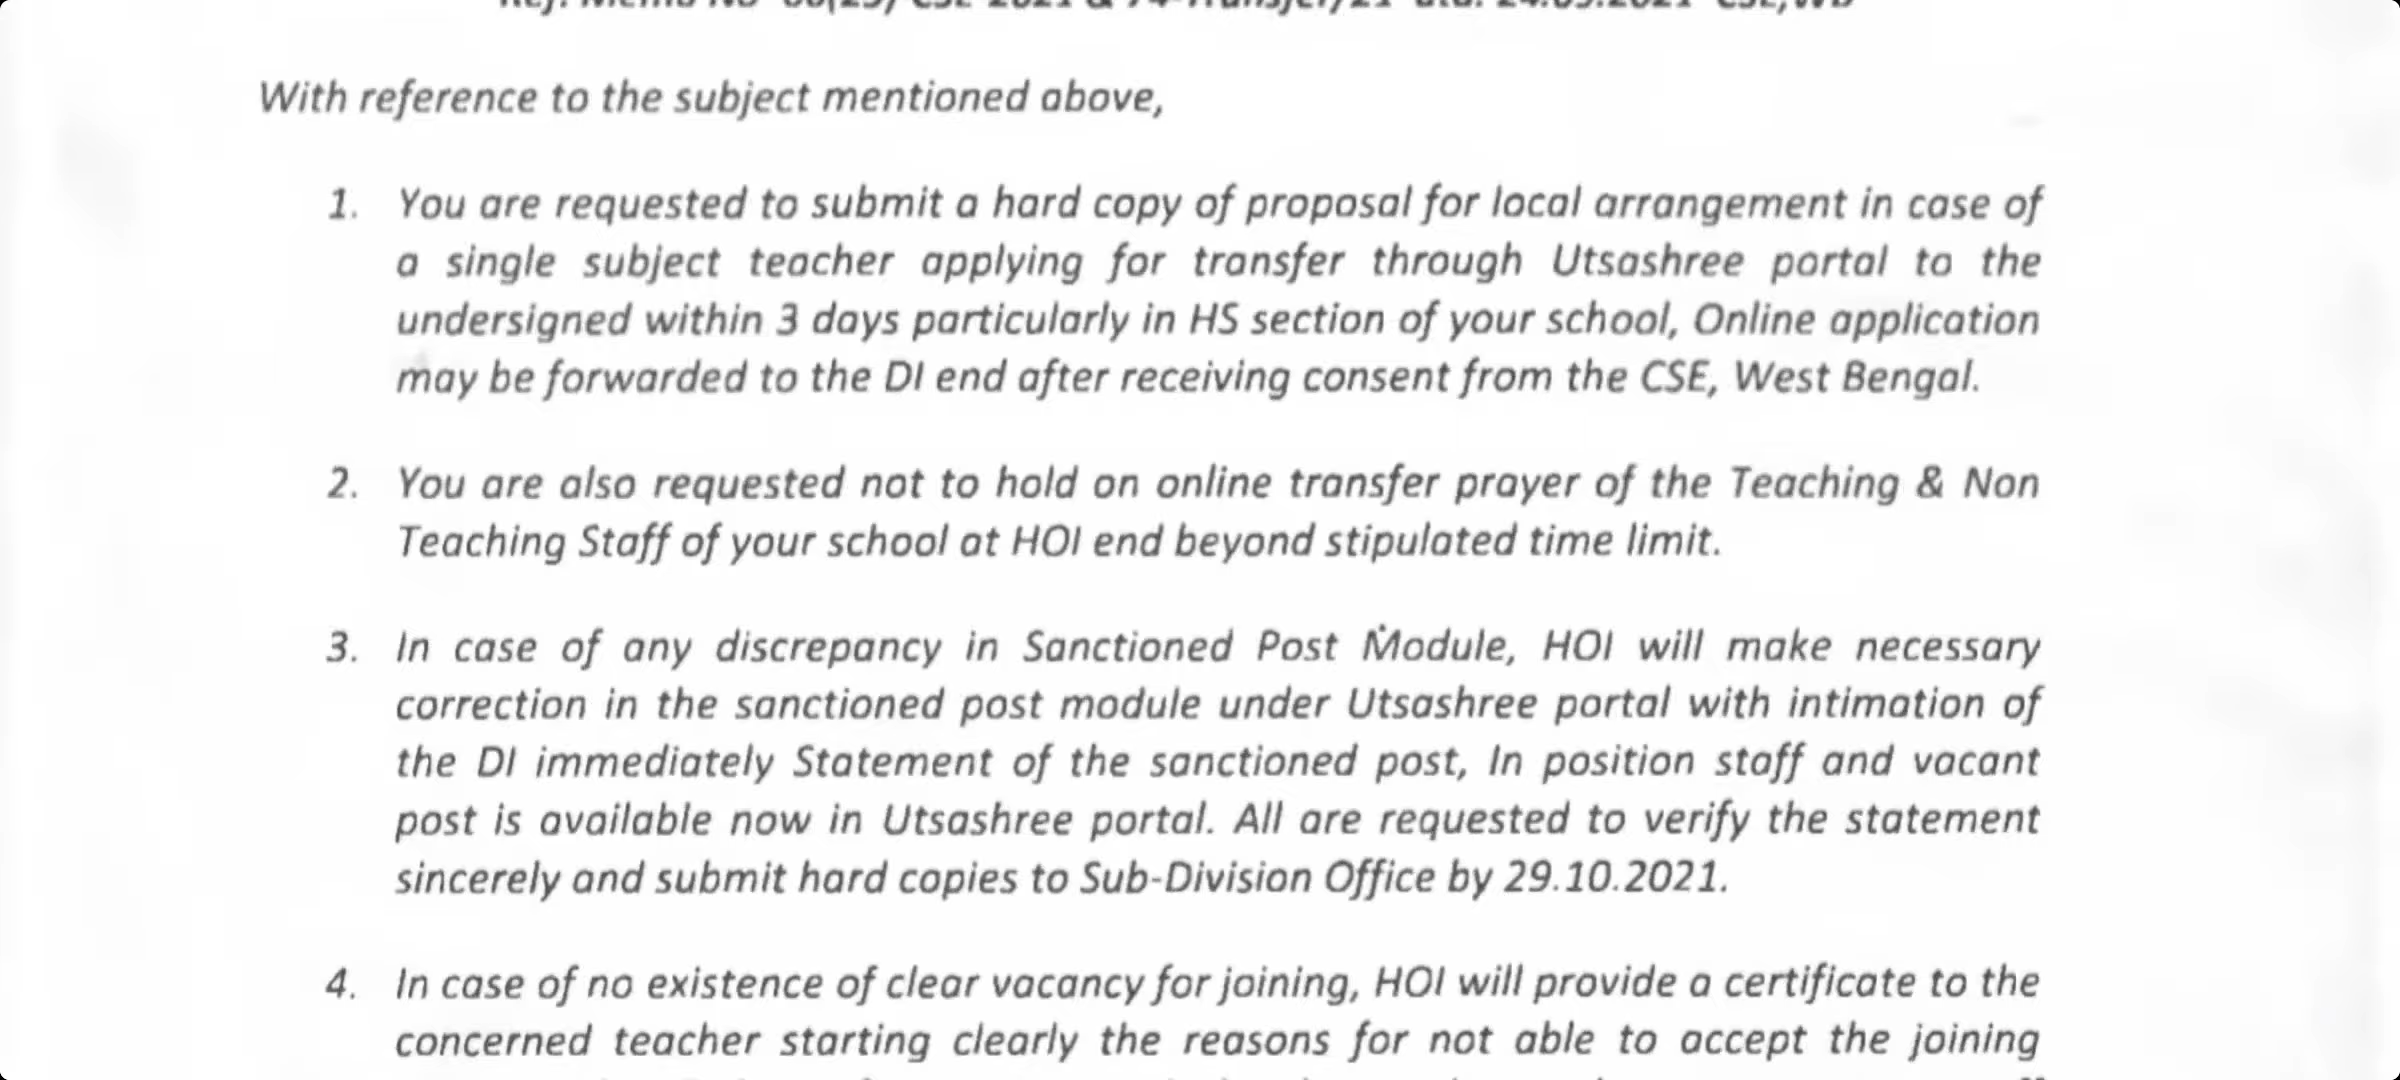 With reference to the subject mentioned above,
1. You are requested to submit a hard copy of proposal for local arrangement in case of
a single subject teacher applying for transfer through Utsashree portal to the
undersigned within 3 days particularly in HS section of your school, Online application
may be forwarded to the DI end after receiving consent from the CSE, West Bengal.
2. You are also requested not to hold on online transfer prayer of the Teaching & Non
Teaching Staff of your school at HOI end beyond stipulated time limit.
3. In case of any discrepancy in Sanctioned Post Module, HOI will make necessary
correction in the sanctioned post module under Utsashree portal with intimation of
the DI immediately Statement of the sanctioned post, In position staff and vacant
post is available now in Utsashree portal. All are requested to verify the statement
sincerely and submit hard copies to Sub-Division Office by 29.10.2021.
4. In case of no existence of clear vacancy for joining, HOI will provide a certificate to the
concerned teacher starting clearly the reasons for not able to accept the joining